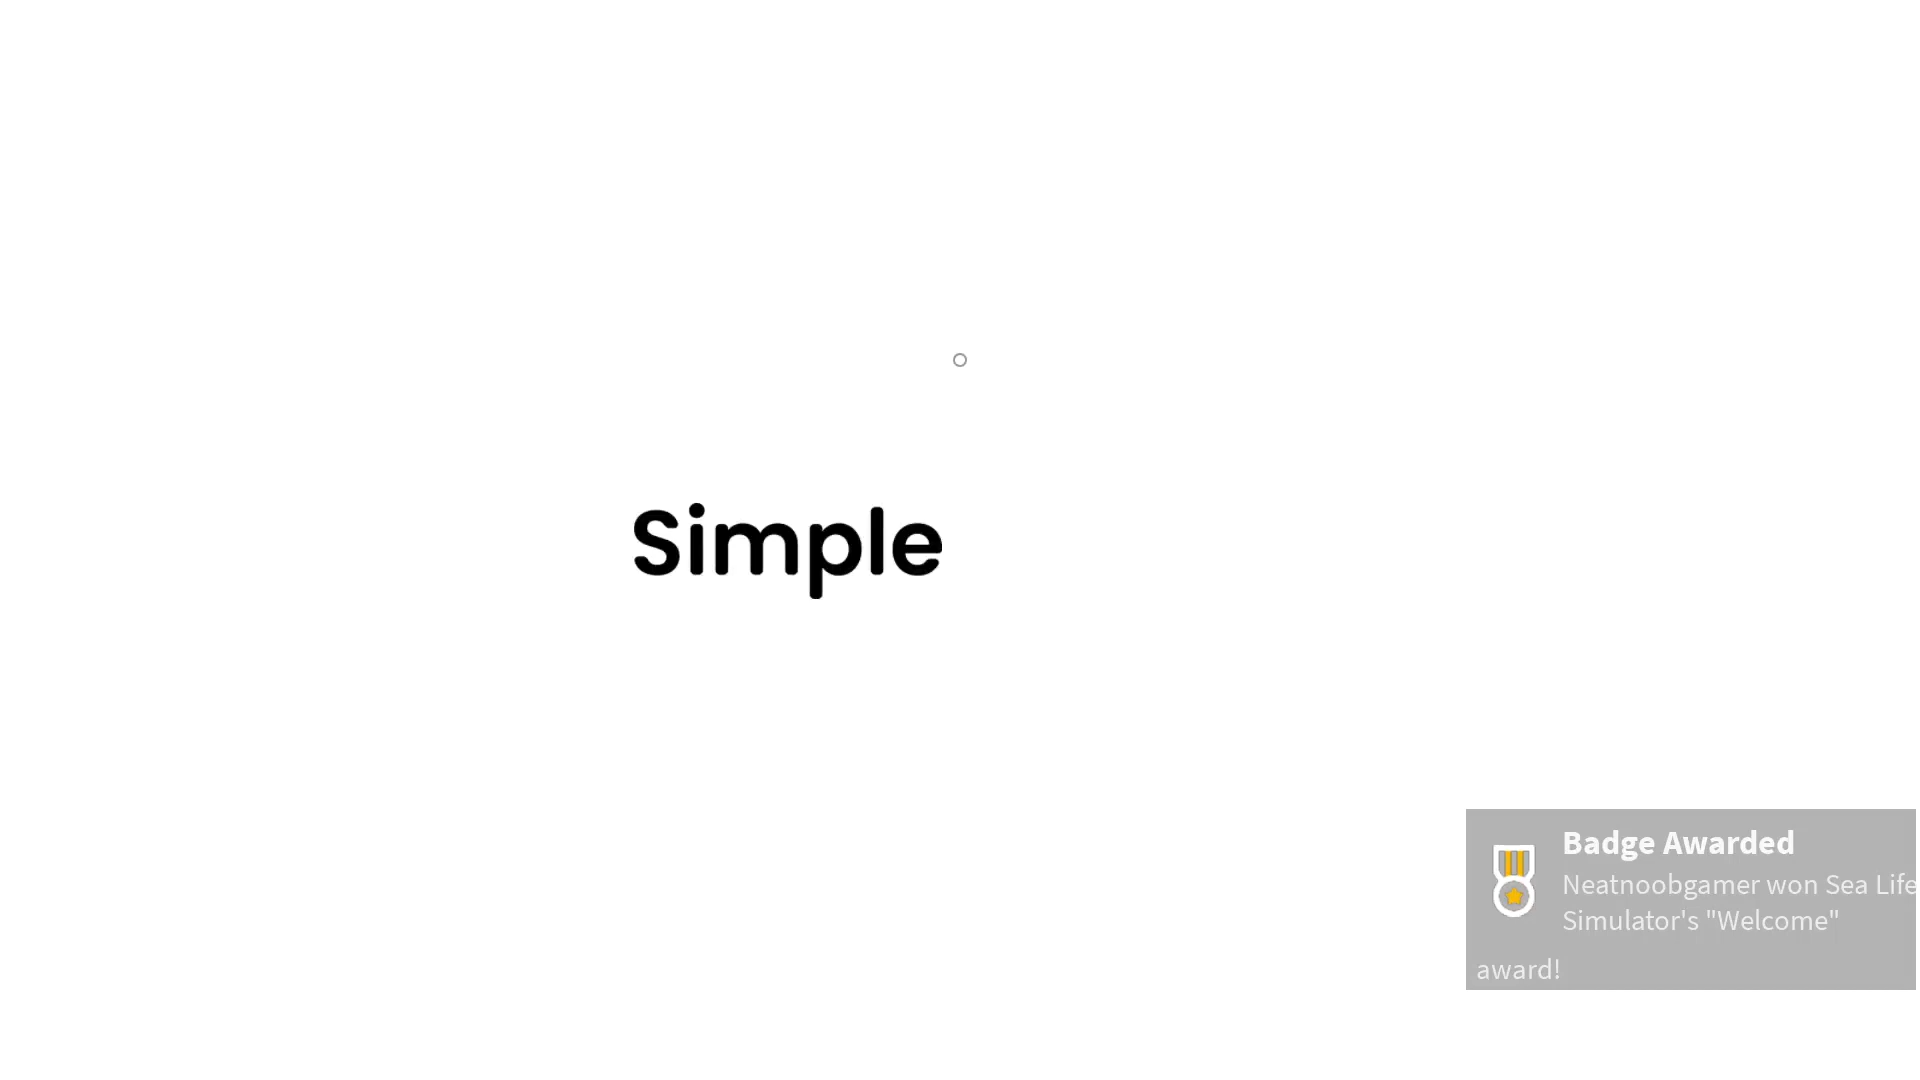 Simple
Badge Awarded
Neatnoobgamer won Sea Life
Simulator's "Welcome"
award!